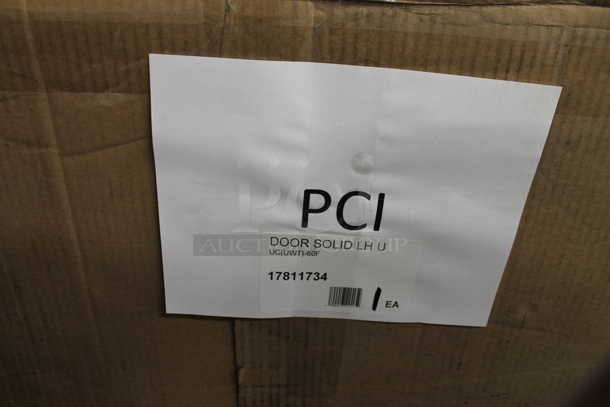 PCI
DOOR SOLID LH U
UC(UWT)-60F
17811734
1 EA